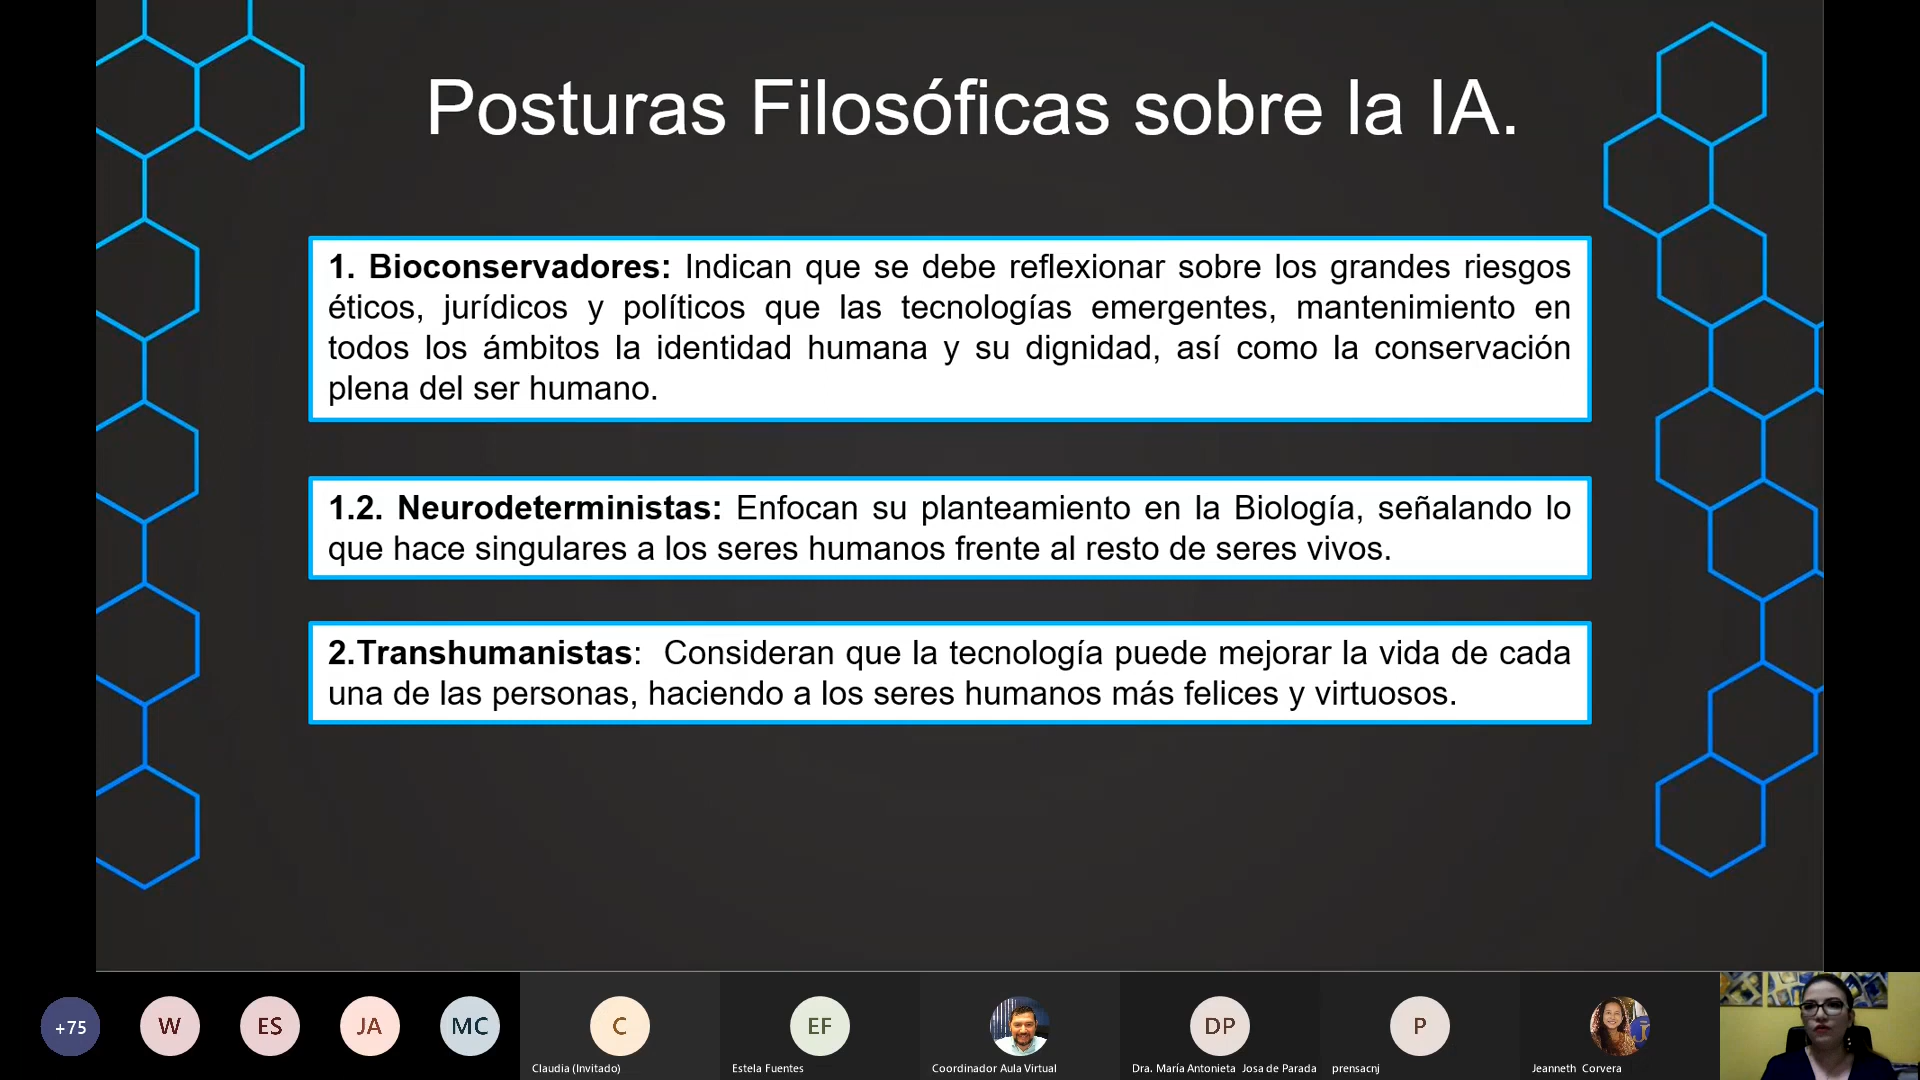 Posturas Filosóficas sobre la IA.
1. Bioconservadores: Indican que se debe reflexionar sobre los grandes riesgos
éticos, jurídicos y políticos que las tecnologías emergentes, mantenimiento en
todos los ámbitos la identidad humana y su dignidad, así como la conservación
plena del ser humano.
1.2. Neurodeterministas: Enfocan su planteamiento en la Biología, señalando lo
que hace singulares a los seres humanos frente al resto de seres vivos.
2.Transhumanistas: Consideran que la tecnología puede mejorar la vida de cada
una de las personas, haciendo a los seres humanos más felices y virtuosos.
+75
W
ES
JA
MC
C
EF
DP
P
Claudia (Invitado)
Estela Fuentes
Coordinador Aula Virtual
Dra. María Antonieta Josa de Parada
prensacnj
Jeanneth Corvera